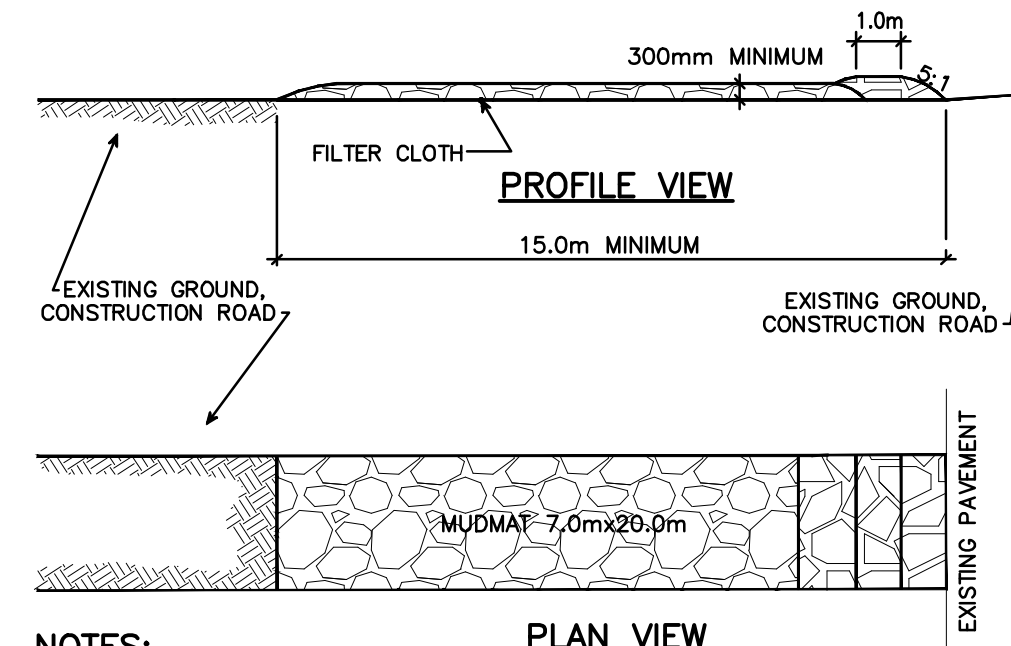 1.0m
300mm MINIMUM
5:1
FILTER CLOTH
PROFILE VIEW
15.0m MINIMUM
EXISTING GROUND,
CONSTRUCTION ROAD
EXISTING GROUND,
CONSTRUCTION ROAD
MUDMAT 7.0mx20.0m
EXISTING PAVEMENT
NOTES:
PLAN VIEW